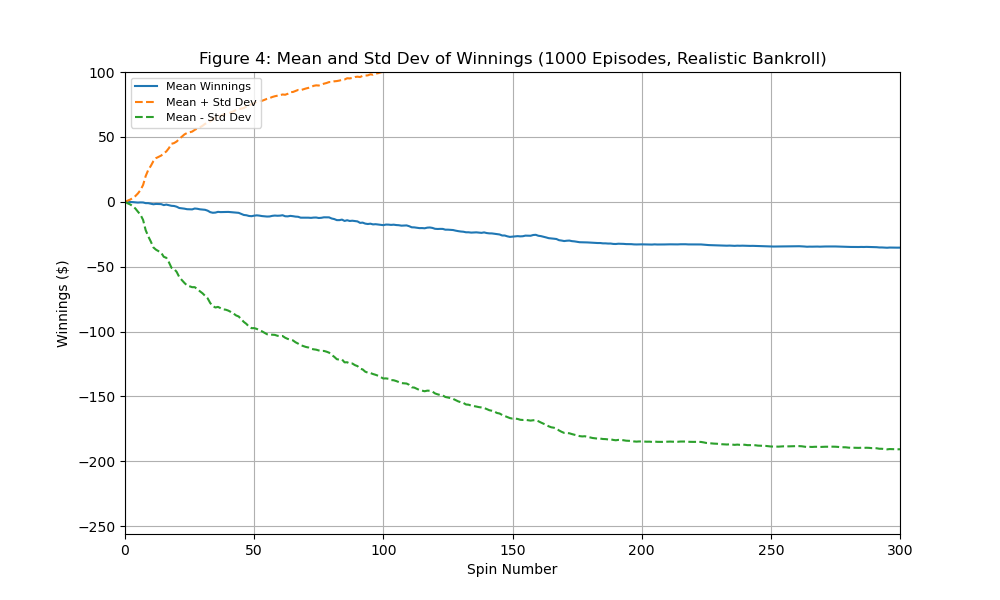 Figure 4: Mean and Std Dev of Winnings (1000 Episodes, Realistic Bankroll)
Mean Winnings
Mean + Std Dev
Mean - Std Dev
Winnings ($)
100
50
0
−50
−100
−150
−200
−250
0 50 100 150 200 250 300
Spin Number